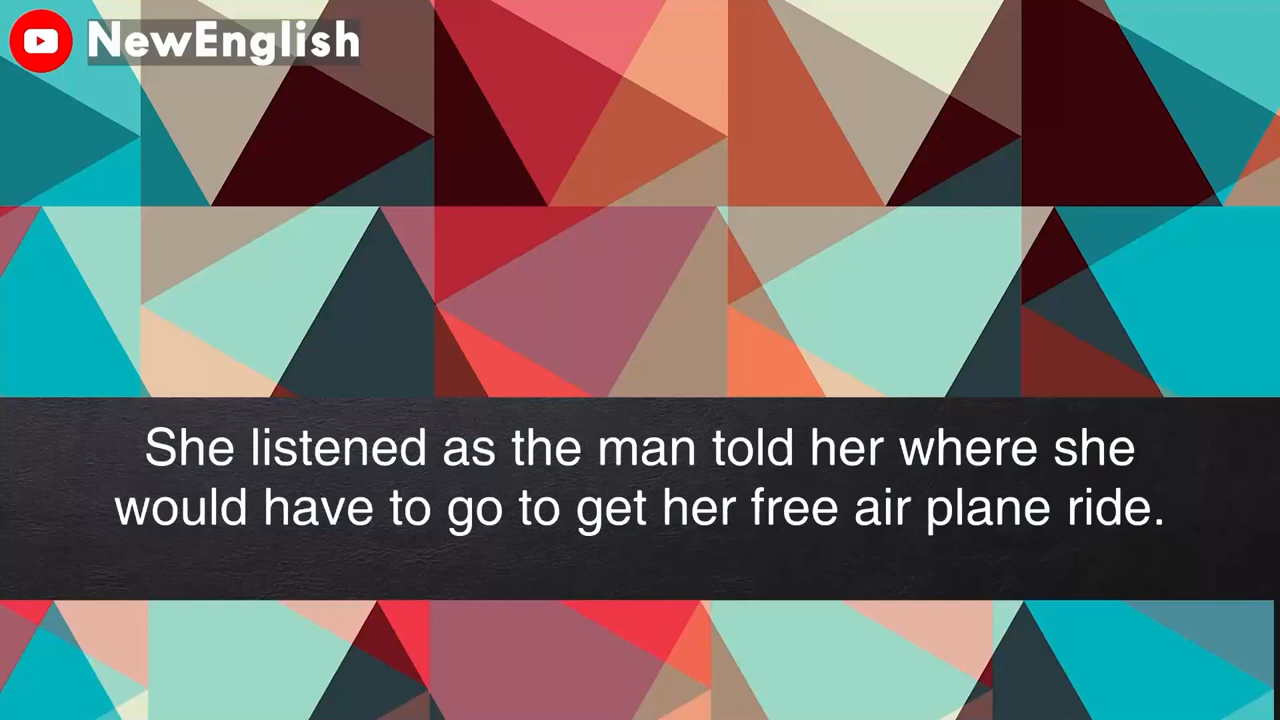 NewEnglish
She listened as the man told her where she
would have to go to get her free air plane ride.